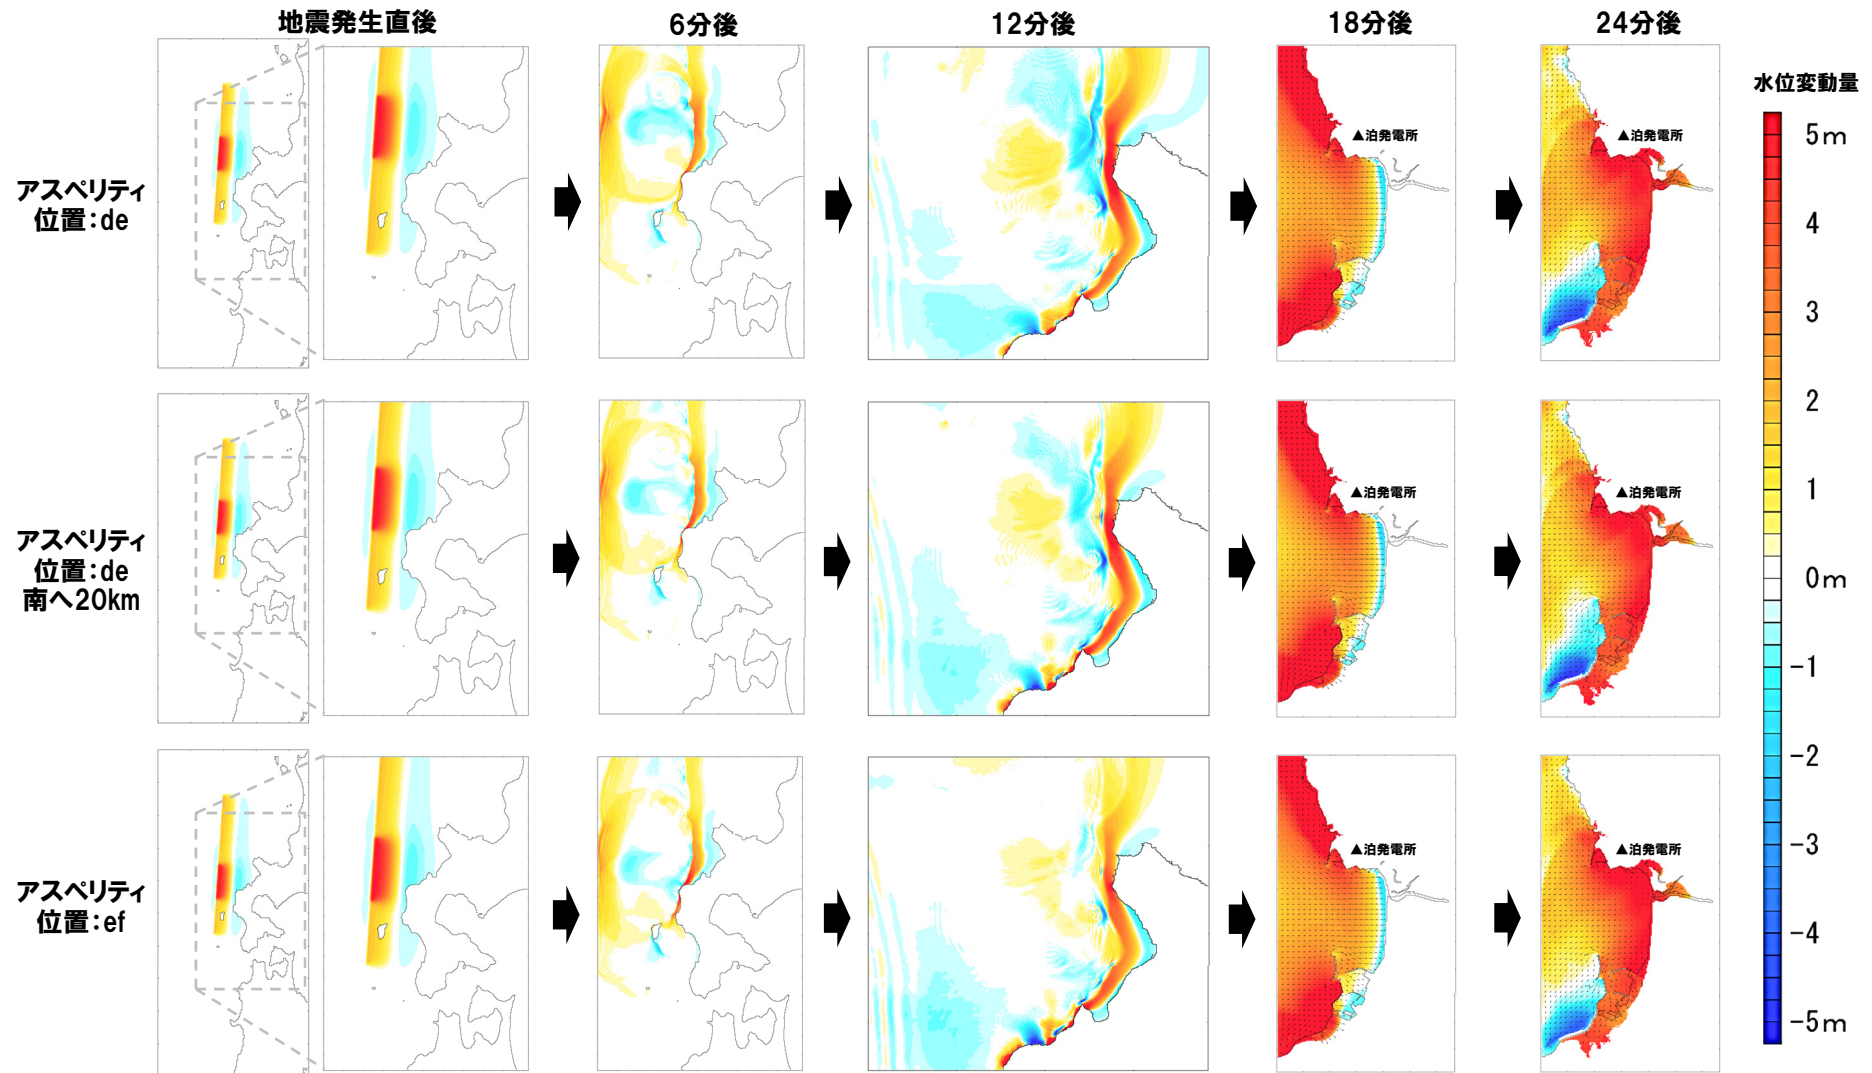 地震発生直後
6分後
12分後
18分後
24分後
水位変動量
アスペリティ
位置:de
▲泊発電所
▲泊発電所
アスペリティ
位置:de
南へ20km
▲泊発電所
▲泊発電所
アスペリティ
位置:ef
▲泊発電所
▲泊発電所
5m
4
3
2
1
0m
-1
-2
-3
-4
-5m